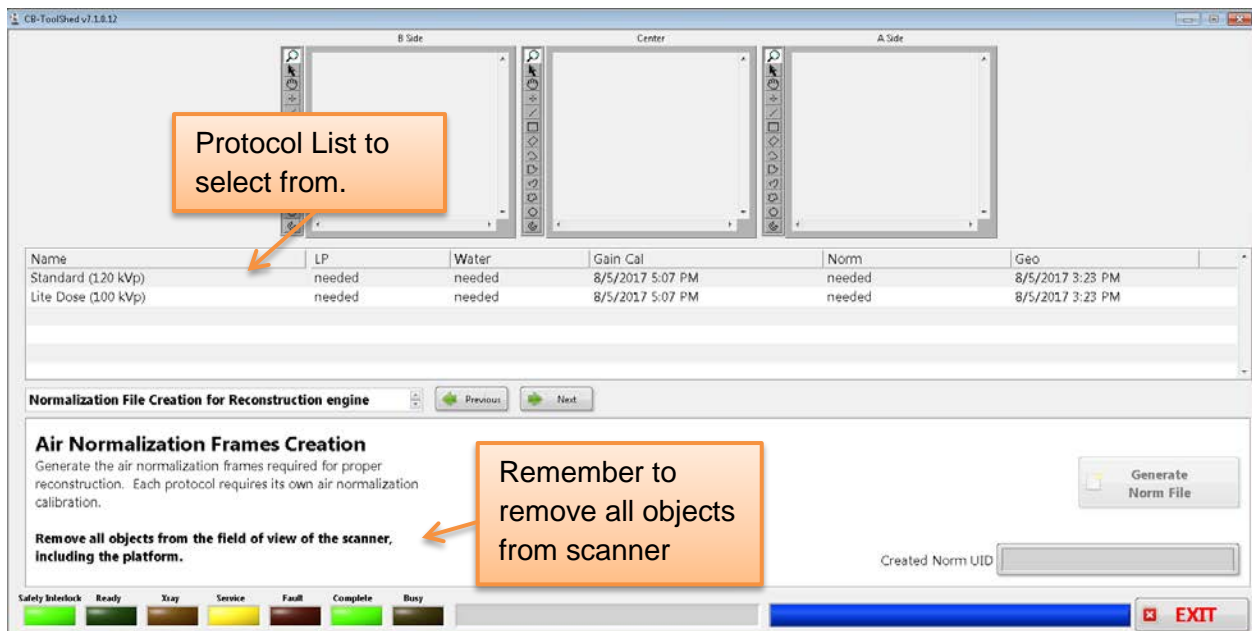 CB-ToolShed v7.1.8.12
B Side Center A Side
Protocol List to
select from.
Name LP Water Gain Cal Norm Geo
Standard (120 kVp) needed needed 8/5/2017 5:07 PM needed 8/5/2017 3:23 PM
Lite Dose (100 kVp) needed needed 8/5/2017 5:07 PM needed 8/5/2017 3:23 PM
Normalization File Creation for Reconstruction engine Previous Next
Air Normalization Frames Creation
Generate the air normalization frames required for proper
reconstruction. Each protocol requires its own air normalization
calibration.
Remove all objects from the field of view of the scanner,
including the platform.
Remember to
remove all objects
from scanner
Generate
Norm File
Created Norm UID
Safety Interlock Ready Xray Service Fault Complete Busy
EXIT